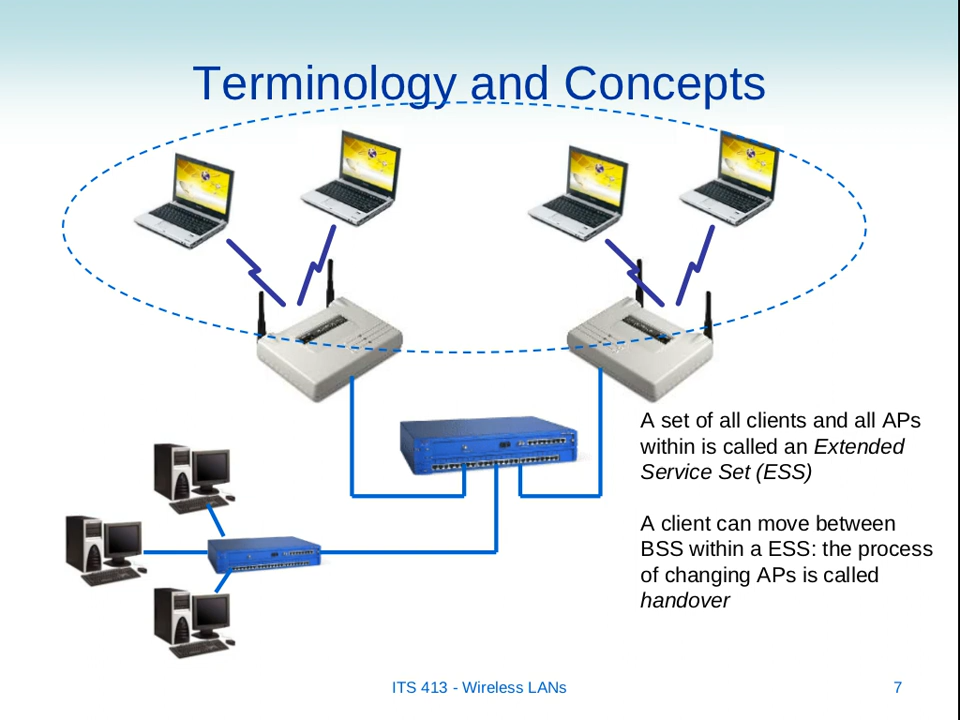 Terminology and Concepts
A set of all clients and all APs
within is called an Extended
Service Set (ESS)
A client can move between
BSS within a ESS: the process
of changing APs is called
handover
ITS 413 - Wireless LANs
7